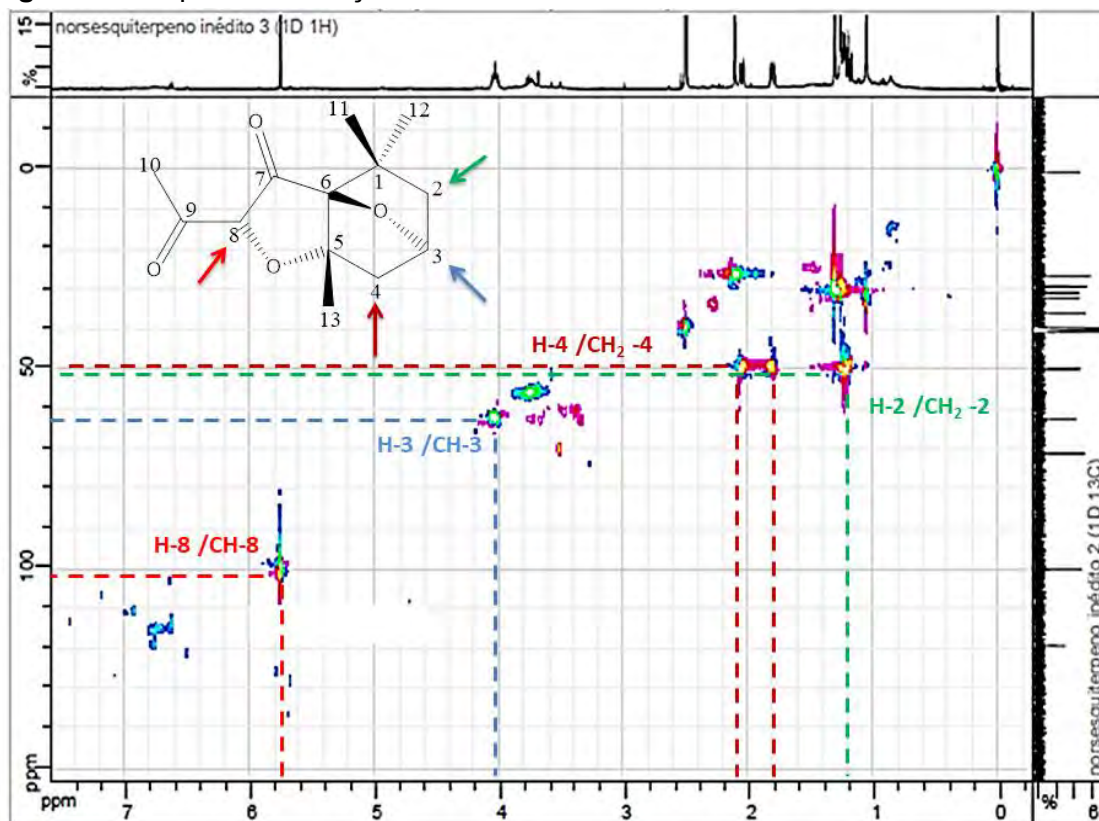 norsesquiterpeno inédito 3 (1D 1H)
15
%
O
11
12
10
7
6
1
2
9
O
8
5
3
O
O
4
13
0
50
100
ppm
H-4 /CH₂ -4
H-2 /CH₂ -2
H-3 /CH-3
H-8 /CH-8
norsesquiterpeno inédito 2 (1D 13C)
ppm
7
6
5
4
3
2
1
0
%
6